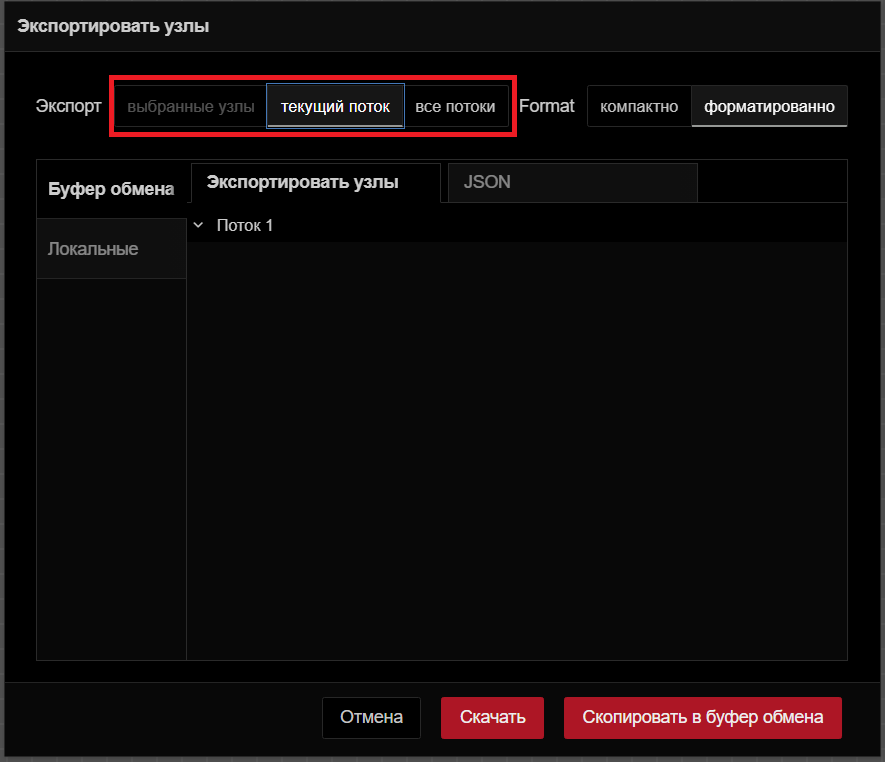 Экспортировать узлы
Экспорт выбранные узлы текущий поток все потоки Format компактно форматированно
Буфер обмена Экспортировать узлы JSON
Поток 1
Локальные
Отмена Скачать Скопировать в буфер обмена